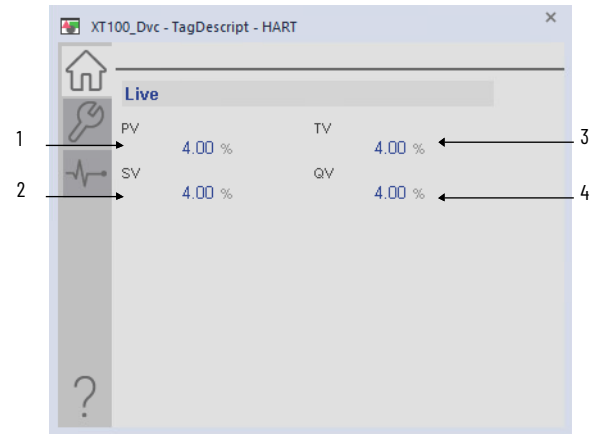 XT100_Dvc - TagDescript - HART ×
Live
PV TV
1 4.00 % 4.00 % 3
SV QV
2 4.00 % 4.00 % 4
?